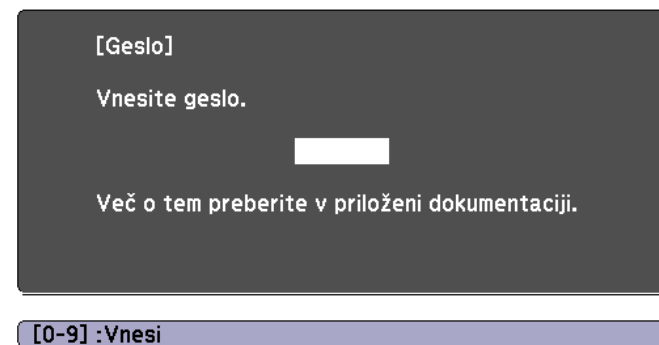 [Geslo]
Vnesite geslo.
Več o tem preberite v priloženi dokumentaciji.
[0-9] :Vnesi